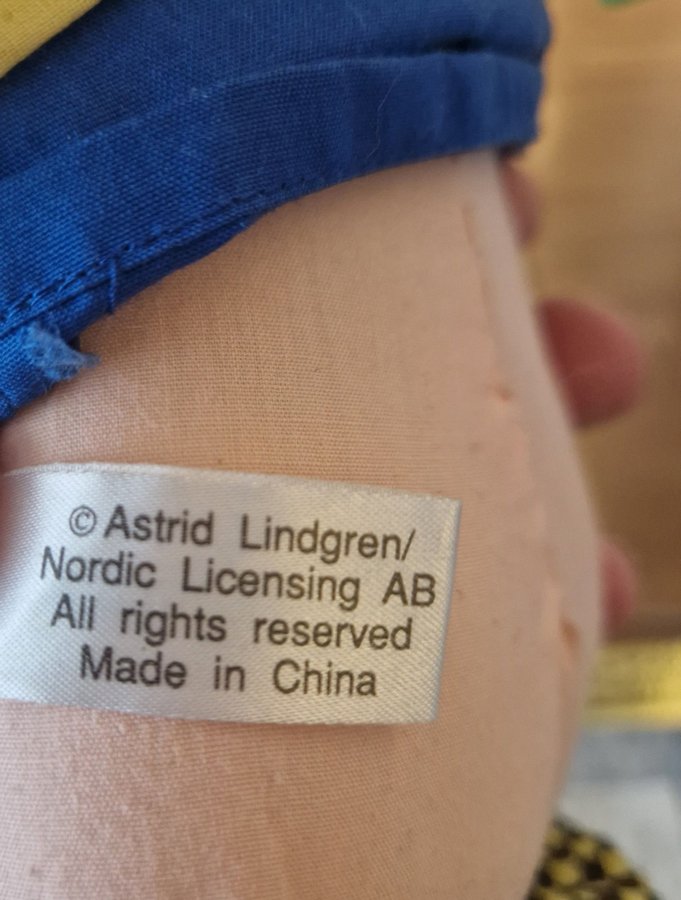 © Astrid Lindgren/
Nordic Licensing AB
All rights reserved
Made in China